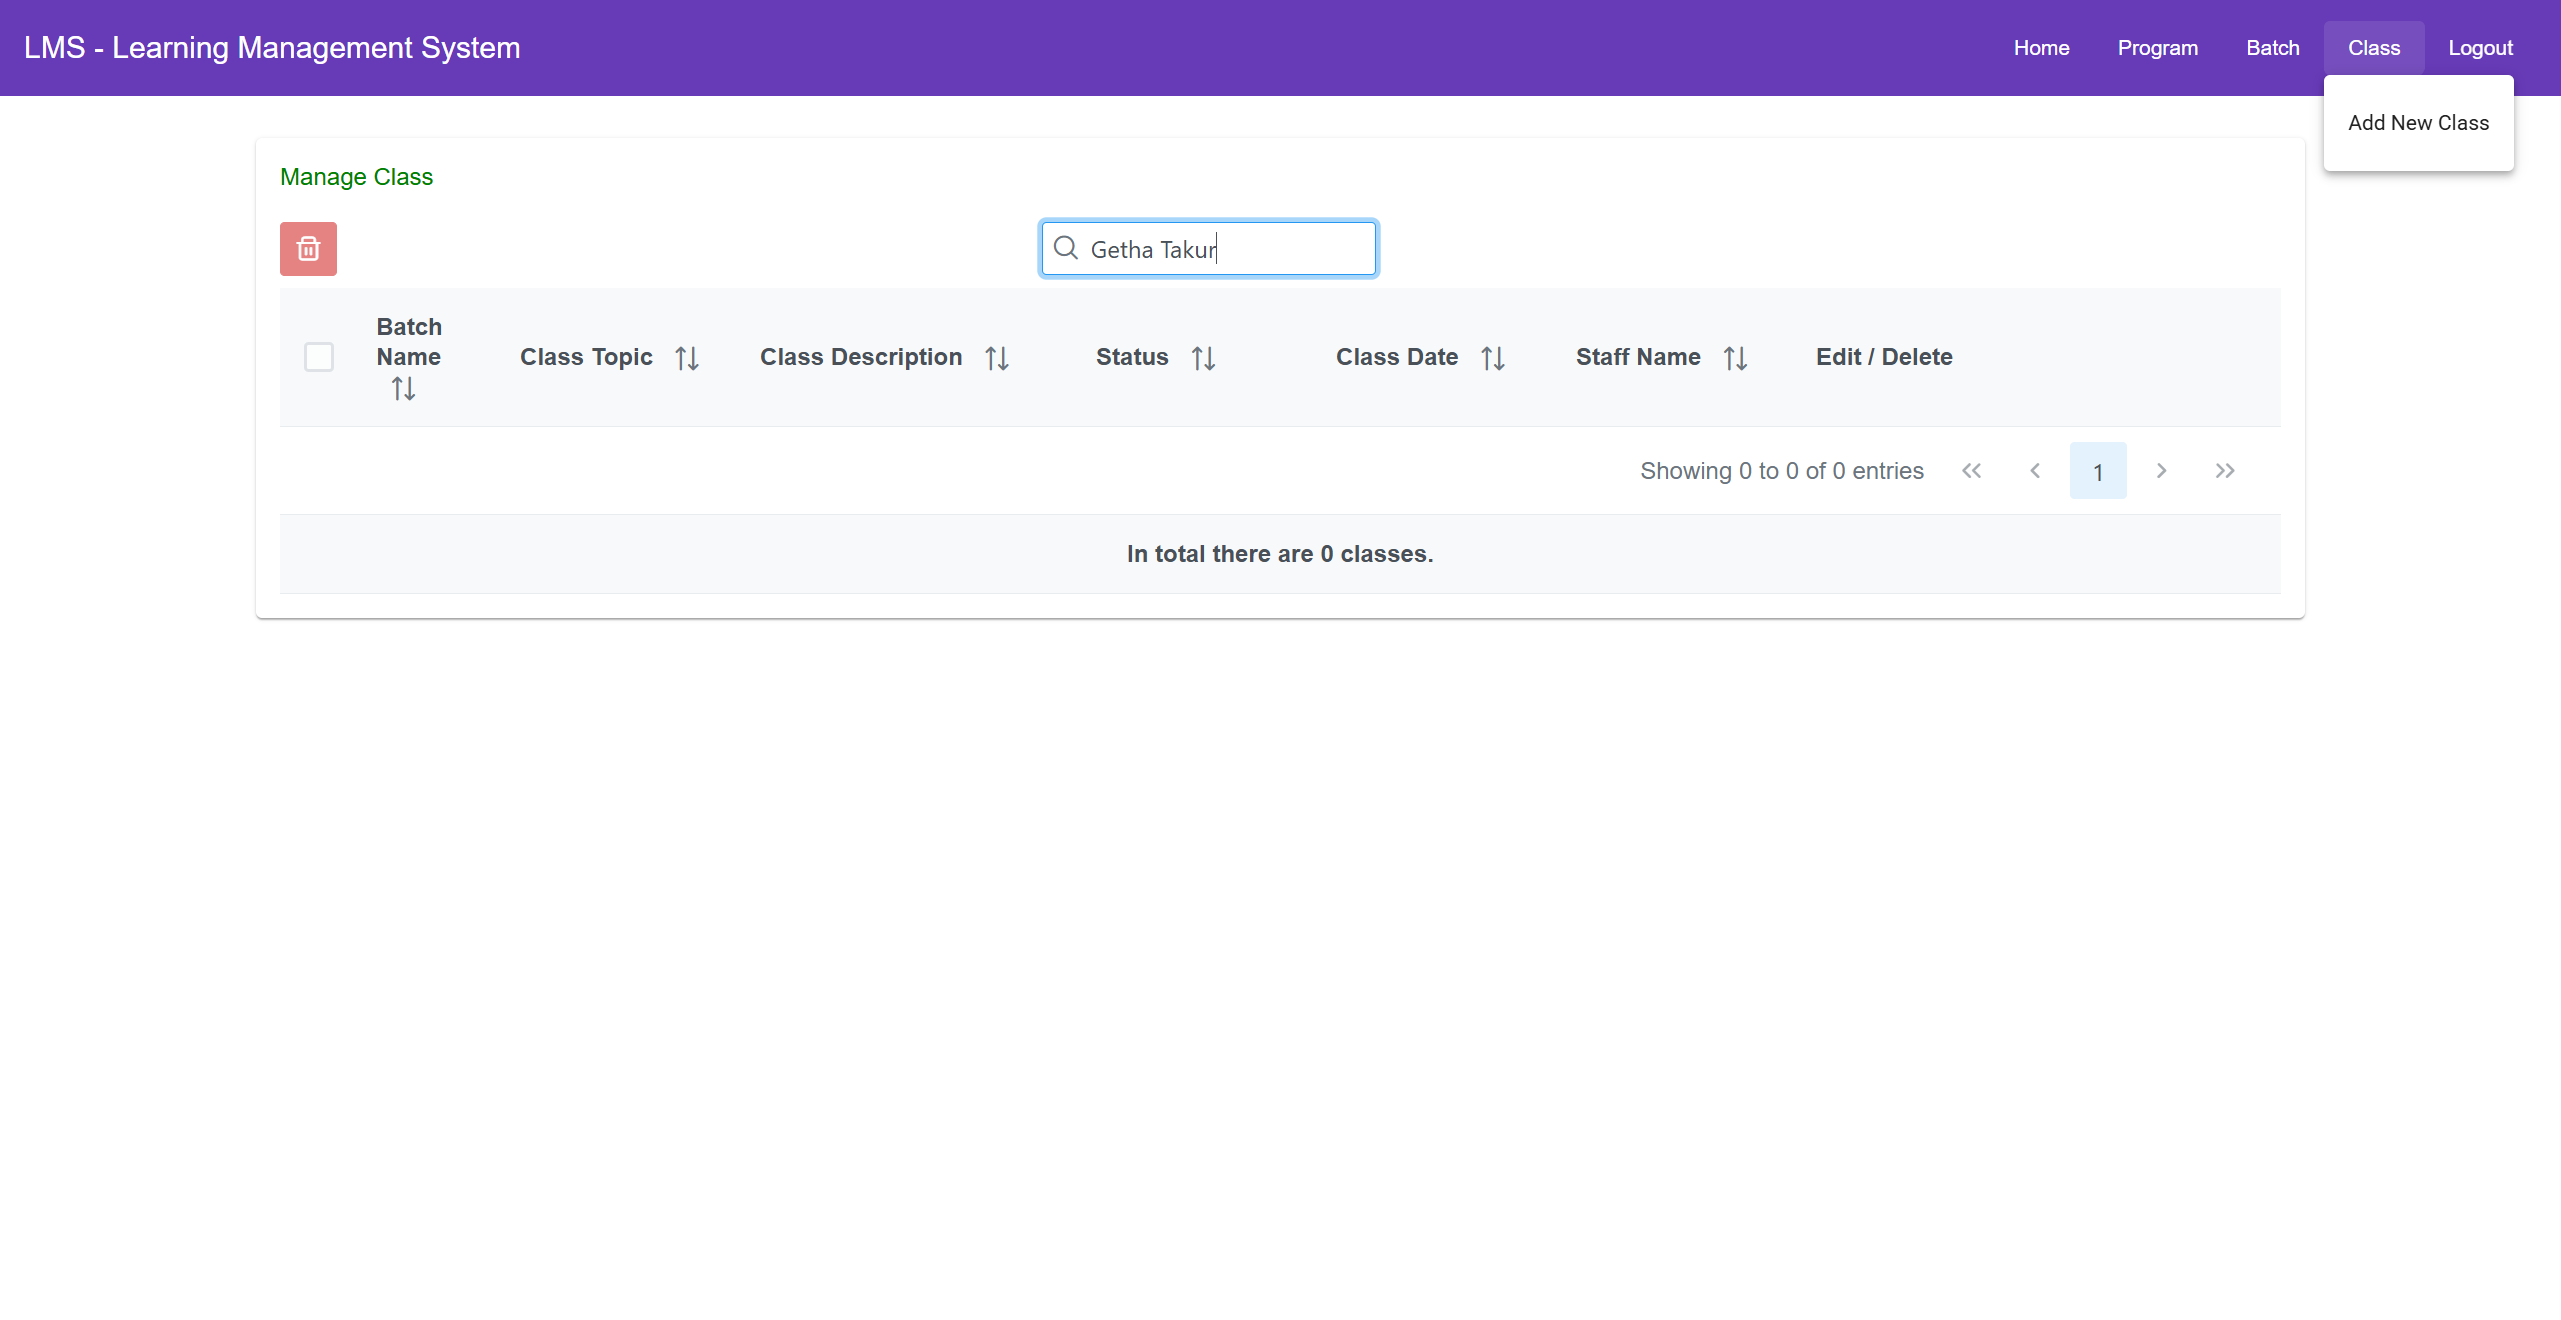 LMS - Learning Management System
Home Program Batch Class Logout
Add New Class
Manage Class
Getha Takur
Batch
Name
Class Topic Class Description Status Class Date Staff Name Edit / Delete
Showing 0 to 0 of 0 entries 1
In total there are 0 classes.